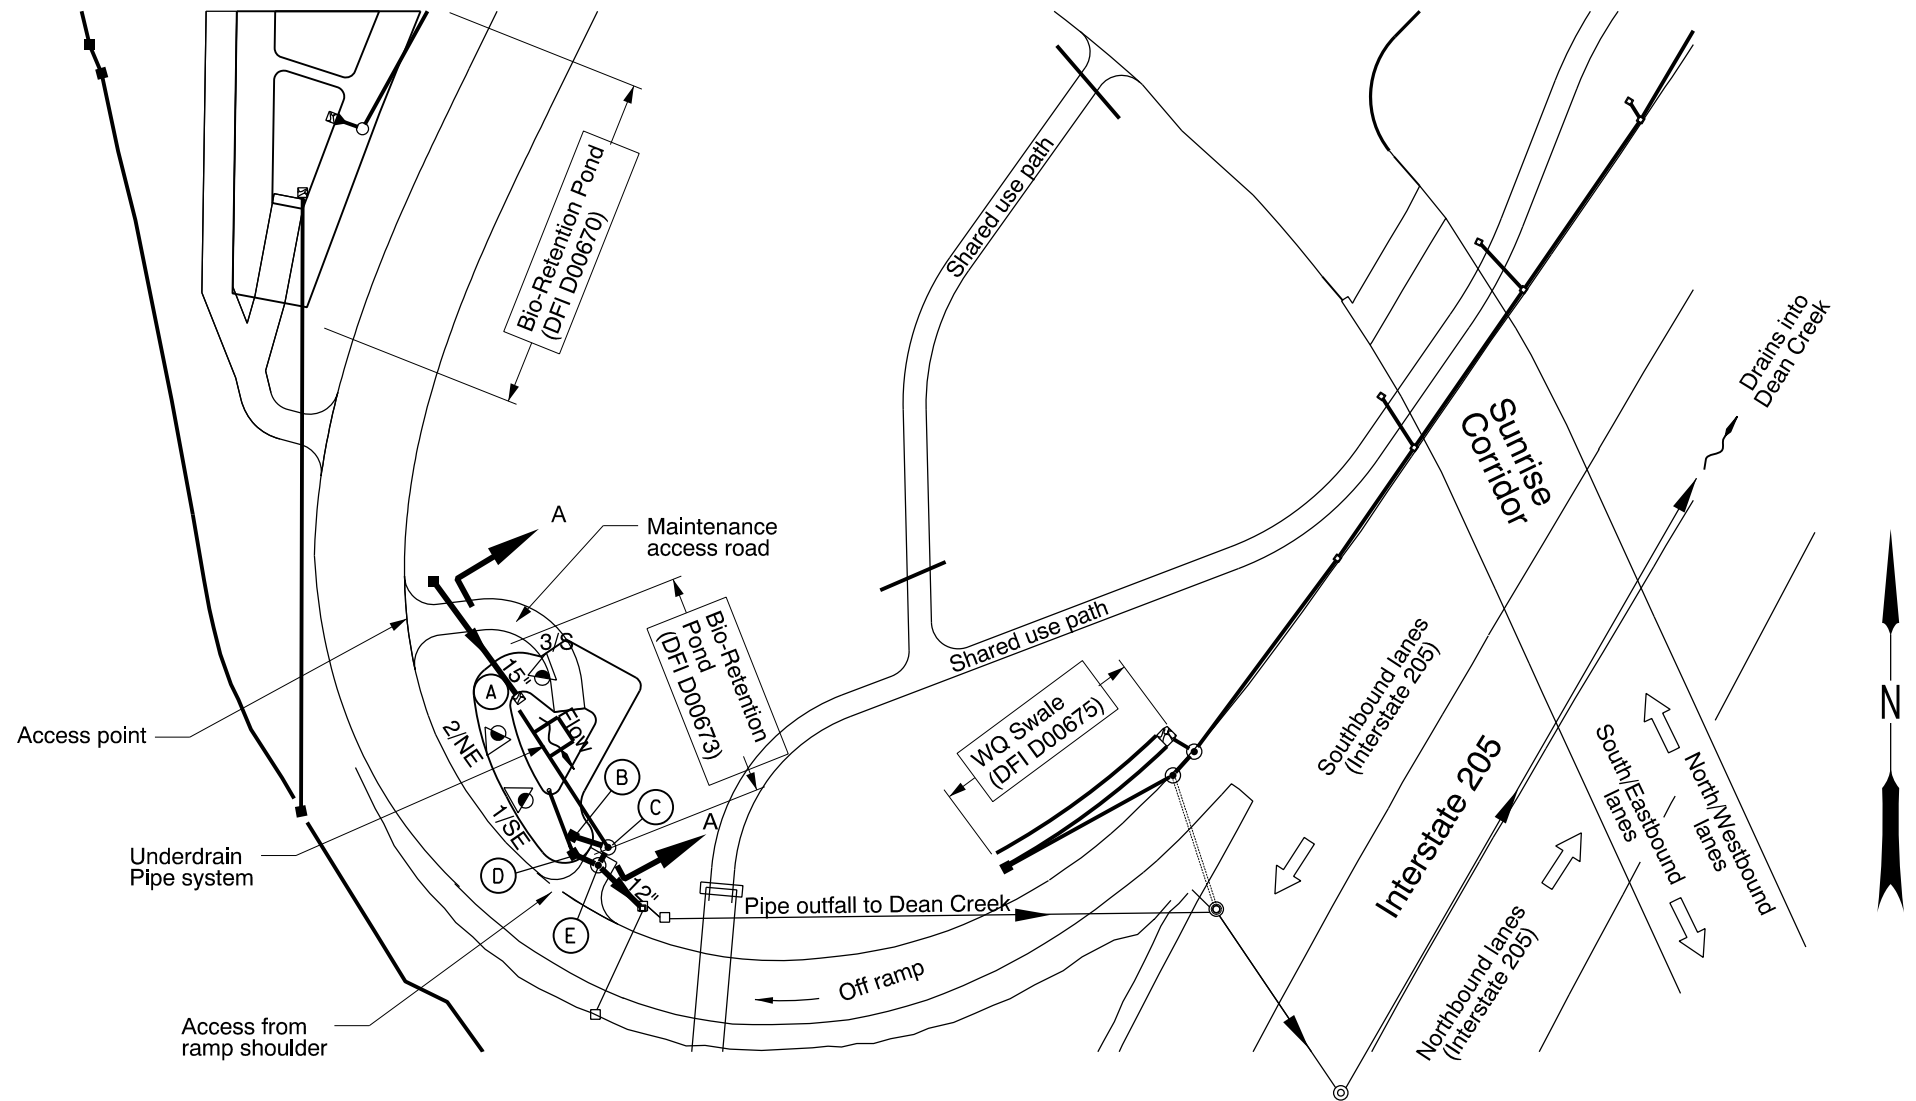 Bio-Retention Pond
(DFI D00670)
Shared use path
Drains into
Dean Creek
Sunrise
Corridor
A
Maintenance
access road
Bio-Retention
Pond
(DFI D00673)
Shared use path
3/S
15"
A
Flow
2/NE
1/SE
Access point
WQ Swale
(DFI D00675)
Southbound lanes
(Interstate 205)
Interstate 205
South/Eastbound
lanes
North/Westbound
lanes
N
B
C
A
Underdrain
Pipe system
D
12"
E
Pipe outfall to Dean Creek
Off ramp
Northbound lanes
(Interstate 205)
Access from
ramp shoulder